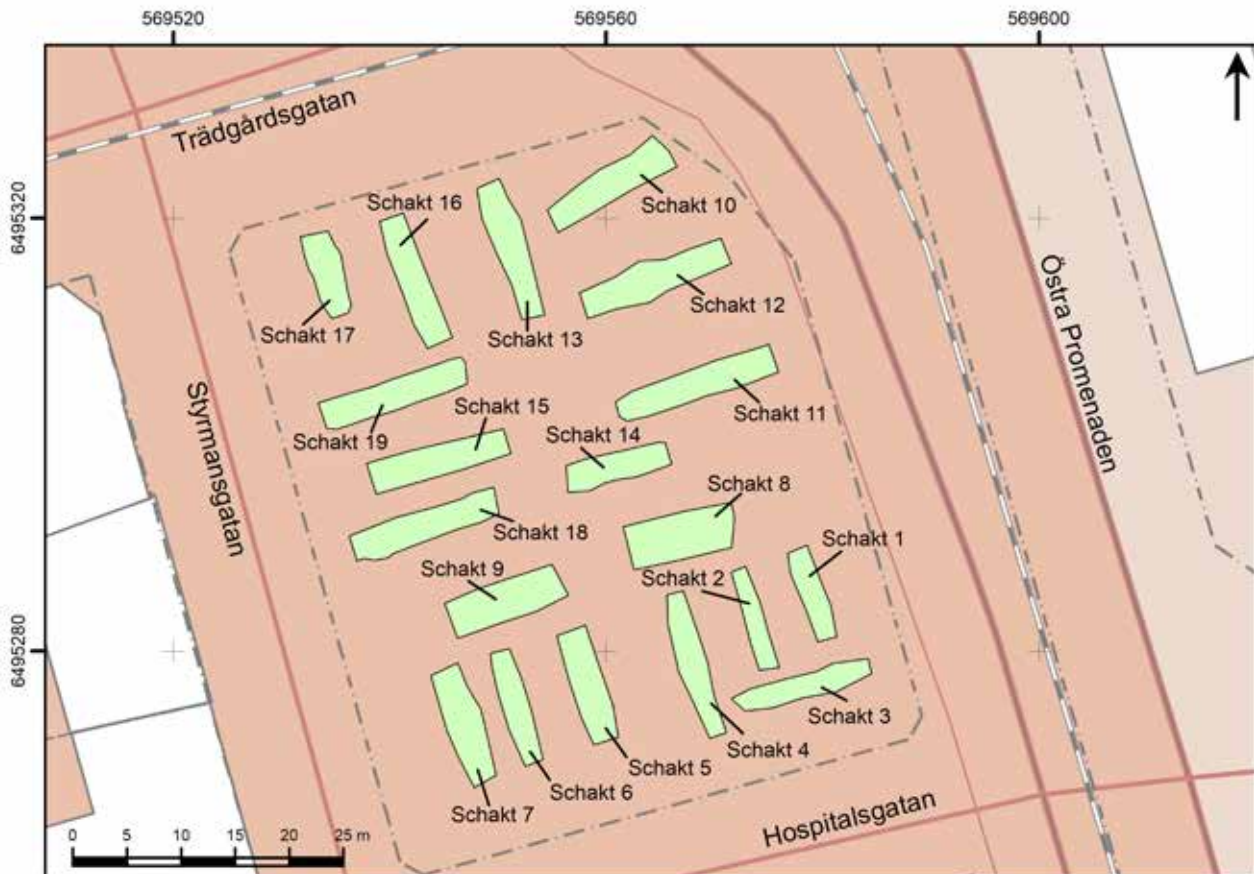 569520
569560
569600
6495320
6495280
Trädgårdsgatan
Styrmansgatan
Östra Promenaden
Hospitalsgatan
Schakt 16
Schakt 10
Schakt 12
Schakt 17
Schakt 13
Schakt 15
Schakt 11
Schakt 19
Schakt 14
Schakt 8
Schakt 18
Schakt 1
Schakt 9
Schakt 2
Schakt 3
Schakt 4
Schakt 5
Schakt 6
Schakt 7
0 5 10 15 20 25 m